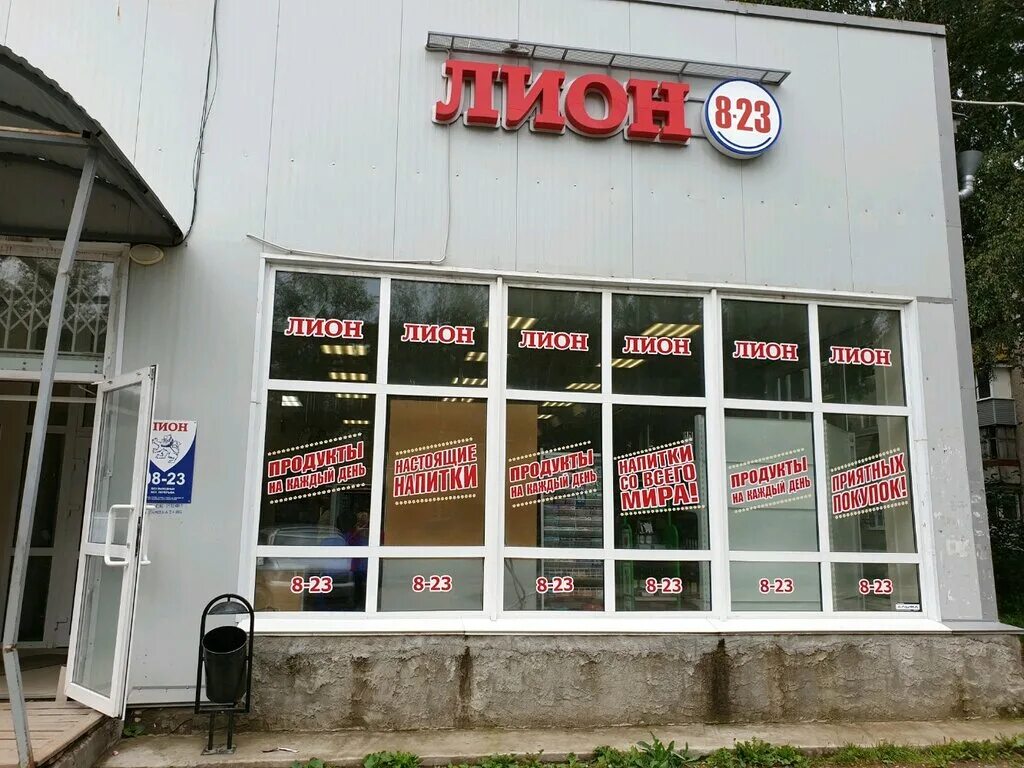 ЛИОН
8-23
ЛИОН
ЛИОН
ЛИОН
ЛИОН
ЛИОН
ЛИОН
ПРОДУКТЫ
НА КАЖДЫЙ ДЕНЬ
НАСТОЯЩИЕ
НАПИТКИ
ПРОДУКТЫ
НА КАЖДЫЙ ДЕНЬ
НАПИТКИ
СО ВСЕГО
МИРА!
ПРОДУКТЫ
НА КАЖДЫЙ ДЕНЬ
ПРИЯТНЫХ
ПОКУПОК!
ЛИОН
08-23
8-23
8-23
8-23
8-23
8-23
8-23